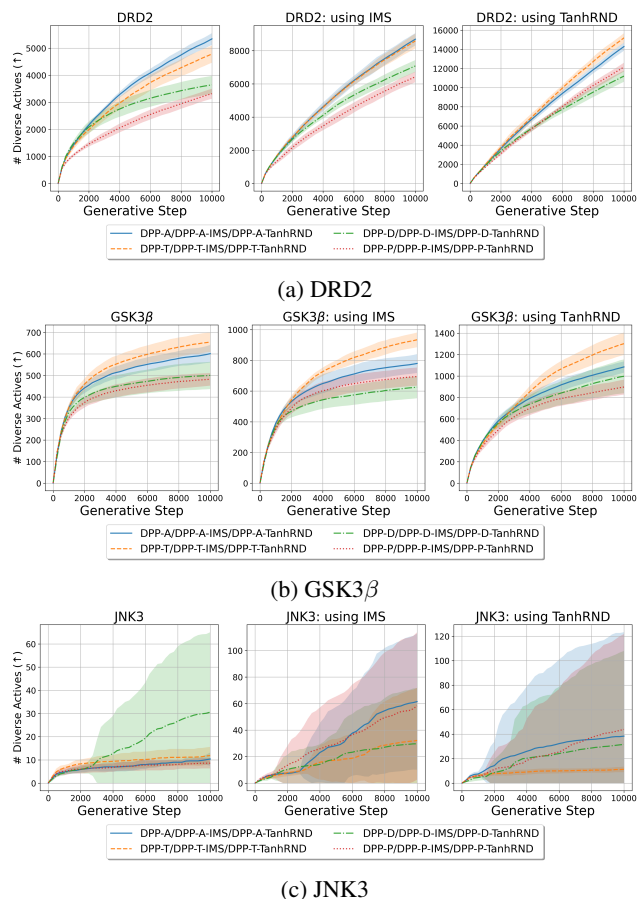 DRD2
DRD2: using IMS
DRD2: using TanhRND
# Diverse Actives (↑)
5000
4000
3000
2000
1000
0
8000
6000
4000
2000
0
16000
14000
12000
10000
8000
6000
4000
2000
0
0 2000 4000 6000 8000 10000
0 2000 4000 6000 8000 10000
0 2000 4000 6000 8000 10000
Generative Step
Generative Step
Generative Step
DPP-A/DPP-A-IMS/DPP-A-TanhRND
DPP-D/DPP-D-IMS/DPP-D-TanhRND
DPP-T/DPP-T-IMS/DPP-T-TanhRND
DPP-P/DPP-P-IMS/DPP-P-TanhRND
(a) DRD2
GSK3β
GSK3β: using IMS
GSK3β: using TanhRND
# Diverse Actives (↑)
700
600
500
400
300
200
100
0
1000
800
600
400
200
0
1400
1200
1000
800
600
400
200
0
0 2000 4000 6000 8000 10000
0 2000 4000 6000 8000 10000
0 2000 4000 6000 8000 10000
Generative Step
Generative Step
Generative Step
DPP-A/DPP-A-IMS/DPP-A-TanhRND
DPP-D/DPP-D-IMS/DPP-D-TanhRND
DPP-T/DPP-T-IMS/DPP-T-TanhRND
DPP-P/DPP-P-IMS/DPP-P-TanhRND
(b) GSK3β
JNK3
JNK3: using IMS
JNK3: using TanhRND
# Diverse Actives (↑)
60
50
40
30
20
10
0
100
80
60
40
20
0
120
100
80
60
40
20
0
0 2000 4000 6000 8000 10000
0 2000 4000 6000 8000 10000
0 2000 4000 6000 8000 10000
Generative Step
Generative Step
Generative Step
DPP-A/DPP-A-IMS/DPP-A-TanhRND
DPP-D/DPP-D-IMS/DPP-D-TanhRND
DPP-T/DPP-T-IMS/DPP-T-TanhRND
DPP-P/DPP-P-IMS/DPP-P-TanhRND
(c) JNK3